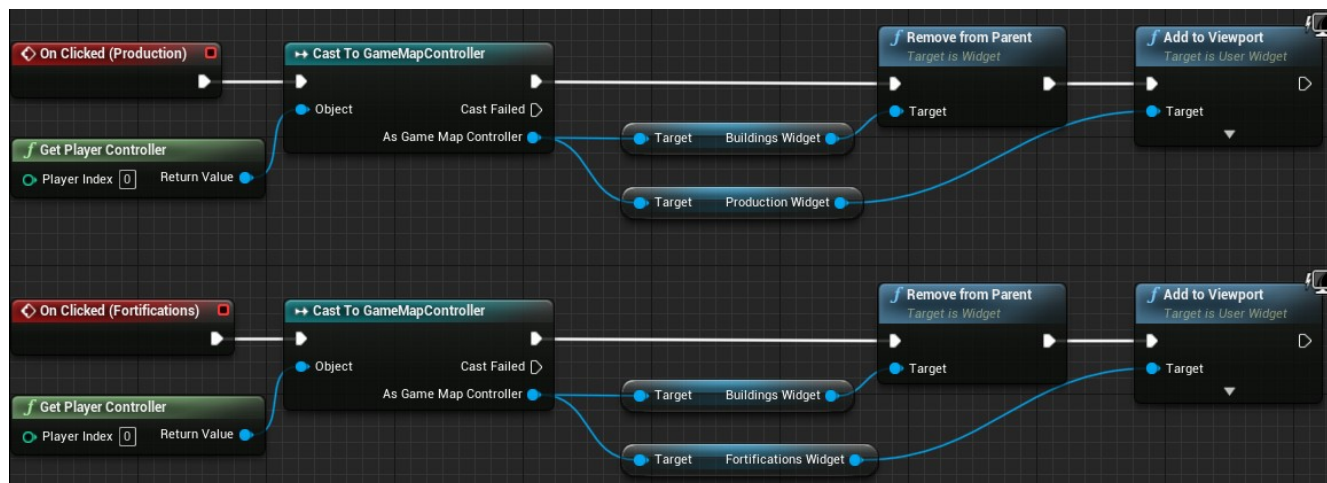 On Clicked (Production)
Cast To GameMapController
Object
Cast Failed
As Game Map Controller
Get Player Controller
Player Index 0 Return Value
Target Buildings Widget
Target Production Widget
f Remove from Parent
Target is Widget
Target
f Add to Viewport
Target is User Widget
Target
On Clicked (Fortifications)
Cast To GameMapController
Object
Cast Failed
As Game Map Controller
f Get Player Controller
Player Index 0 Return Value
Target Buildings Widget
Target Fortifications Widget
f Remove from Parent
Target is Widget
Target
f Add to Viewport
Target is User Widget
Target